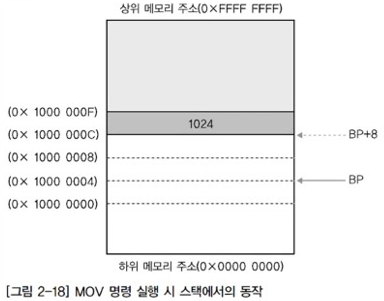 상위 메모리 주소(0×FFFF FFFF)
(0× 1000 000F)
1024
(0× 1000 000C)
BP+8
(0× 1000 0008)
(0× 1000 0004)
BP
(0× 1000 0000)
하위 메모리 주소(0×0000 0000)
[그림 2-18] MOV 명령 실행 시 스택에서의 동작